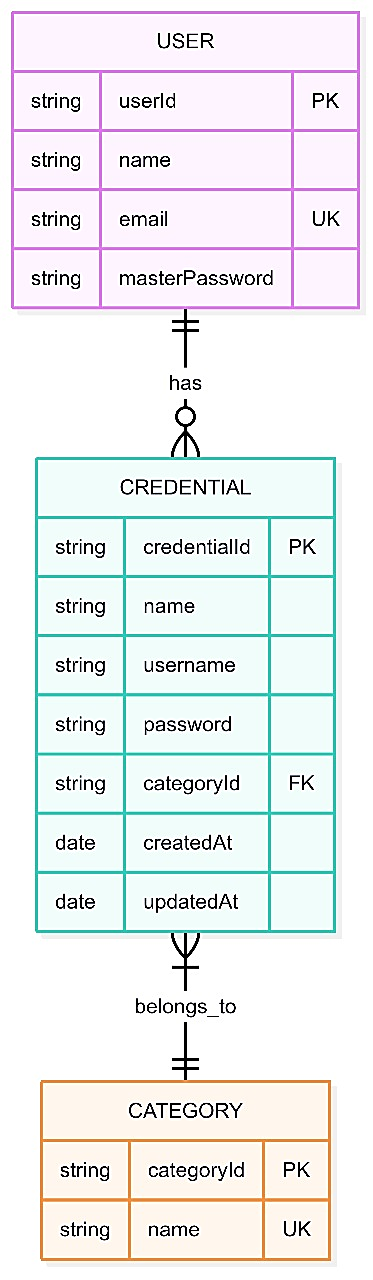 USER
string userId PK
string name
string email UK
string masterPassword
has
CREDENTIAL
string credentialId PK
string name
string username
string password
string categoryId FK
date createdAt
date updatedAt
belongs_to
CATEGORY
string categoryId PK
string name UK